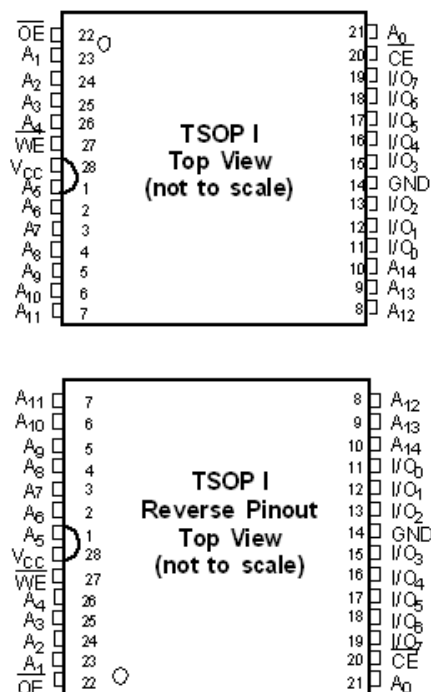 OE 22 21 A0
A1 23 20 CE
A2 24 19 I/O7
A3 25 18 I/O6
A4 26 17 I/O5
WE 27 16 I/O4
VCC 28 15 I/O3
A5 1 14 GND
A6 2 13 I/O2
A7 3 12 I/O1
A8 4 11 I/O0
A9 5 10 A14
A10 6 9 A13
A11 7 8 A12
TSOP I
Top View
(not to scale)
A11 7 8 A12
A10 6 9 A13
A9 5 10 A14
A8 4 11 I/O0
A7 3 12 I/O1
A6 2 13 I/O2
A5 1 14 GND
VCC 28 15 I/O3
WE 27 16 I/O4
A4 26 17 I/O5
A3 25 18 I/O6
A2 24 19 I/O7
A1 23 20 CE
OE 22 21 A0
TSOP I
Reverse Pinout
Top View
(not to scale)